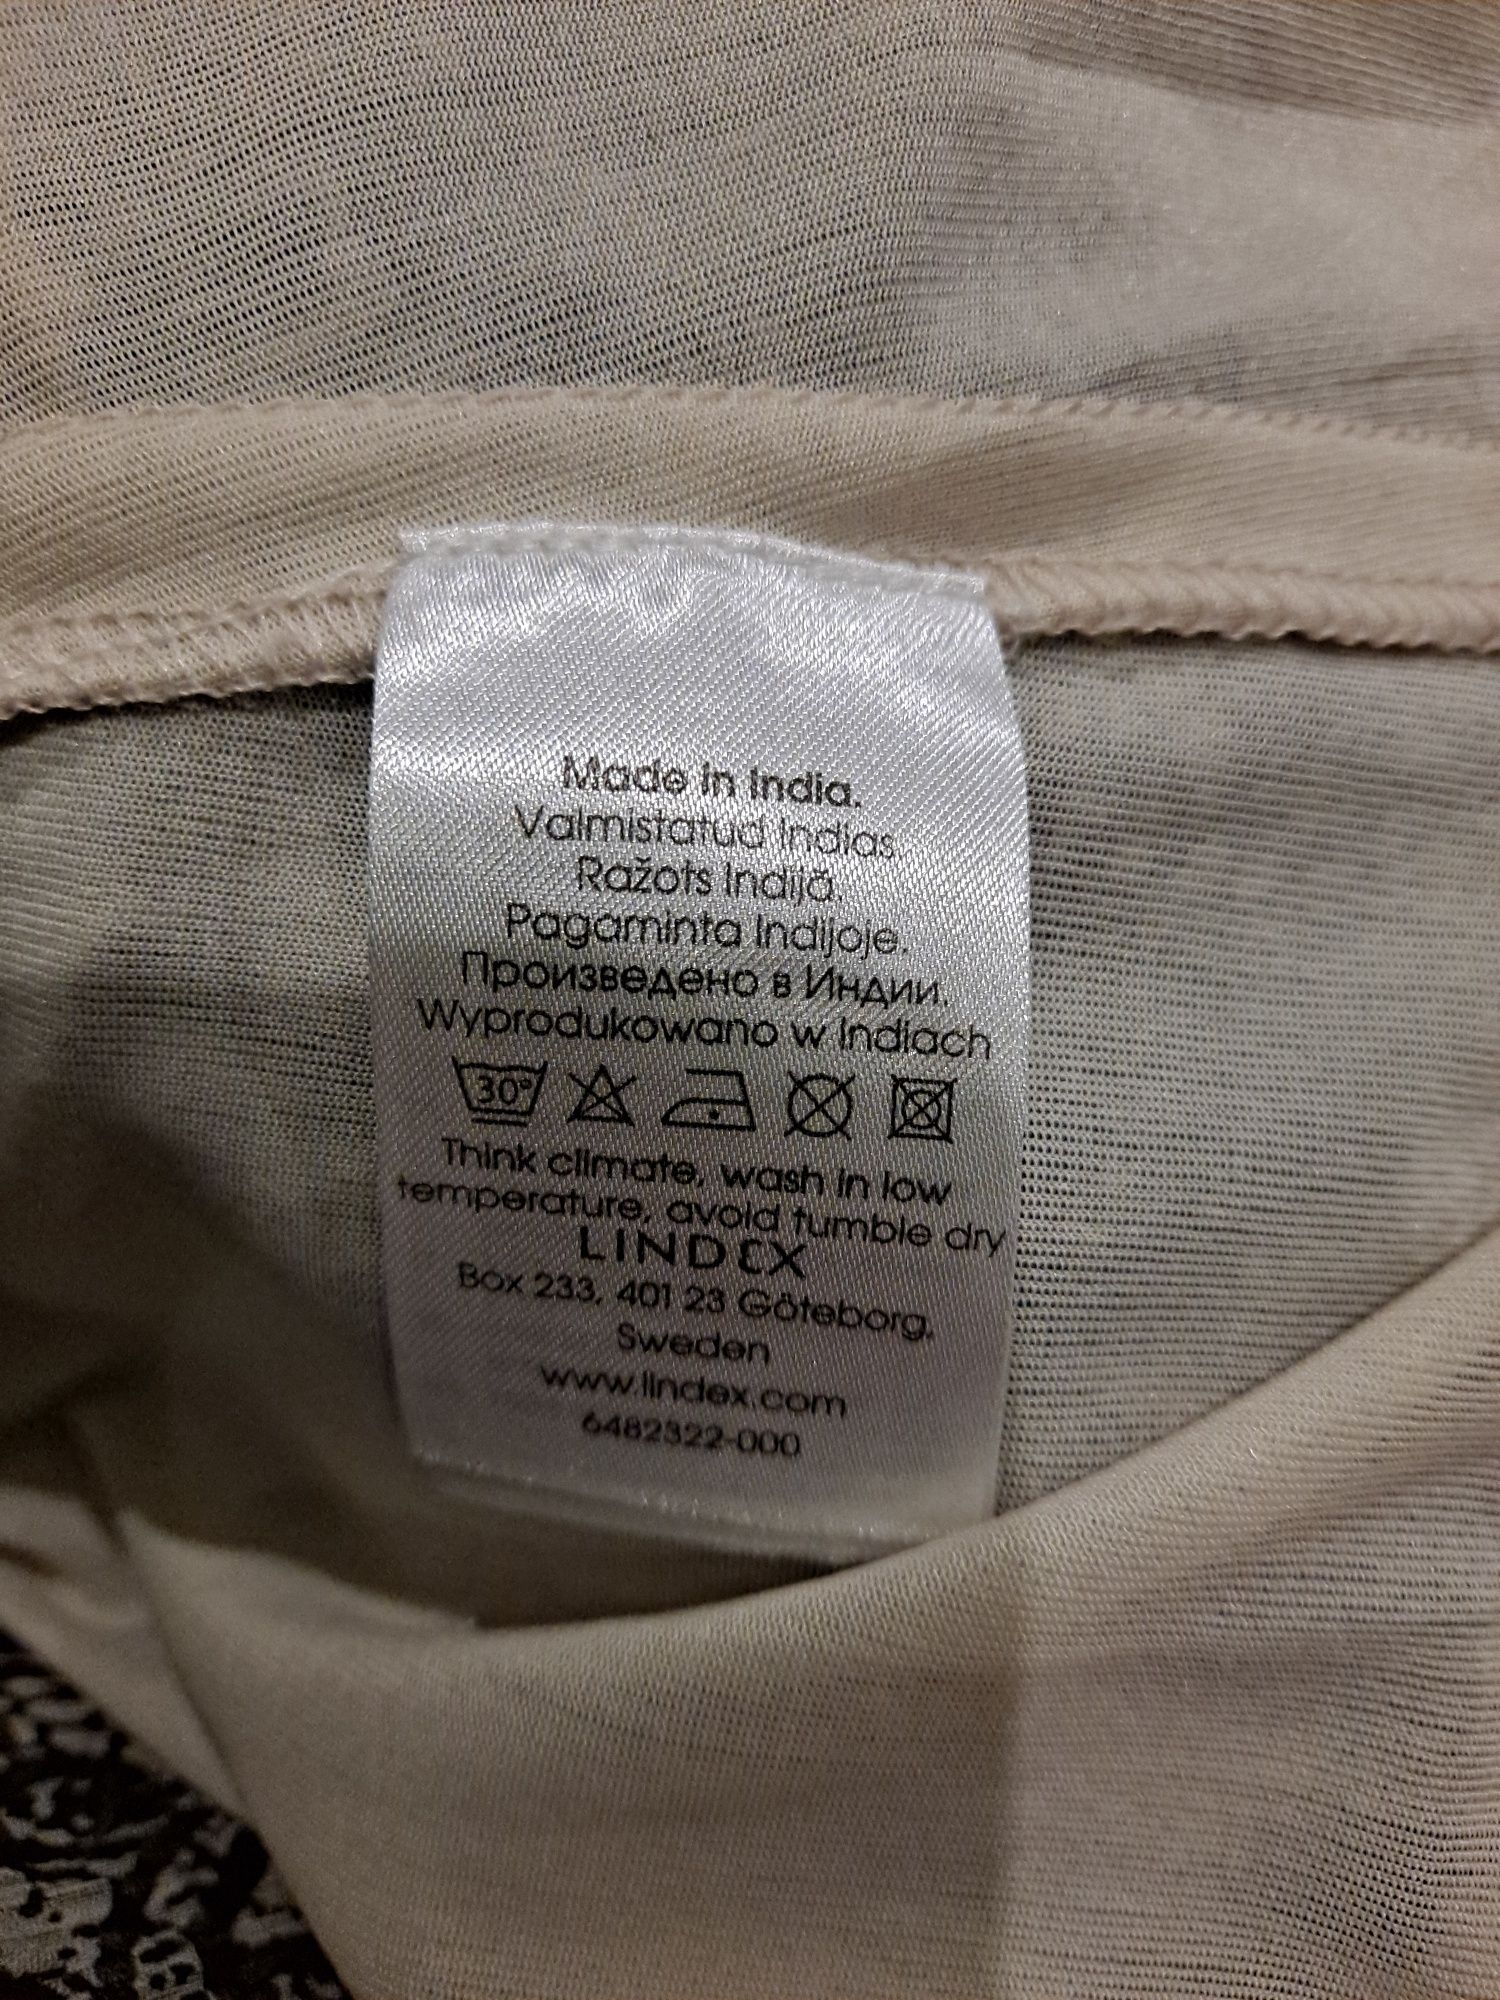 Made in India.
Valmistatud Indias.
Ražots Indijā.
Pagaminta Indijoje.
Произведено в Индии.
Wyprodukowano w Indiach
30°
Think climate, wash in low
temperature, avoid tumble dry
LINDEX
Box 233, 401 23 Göteborg,
Sweden
www.lindex.com
6482322-000